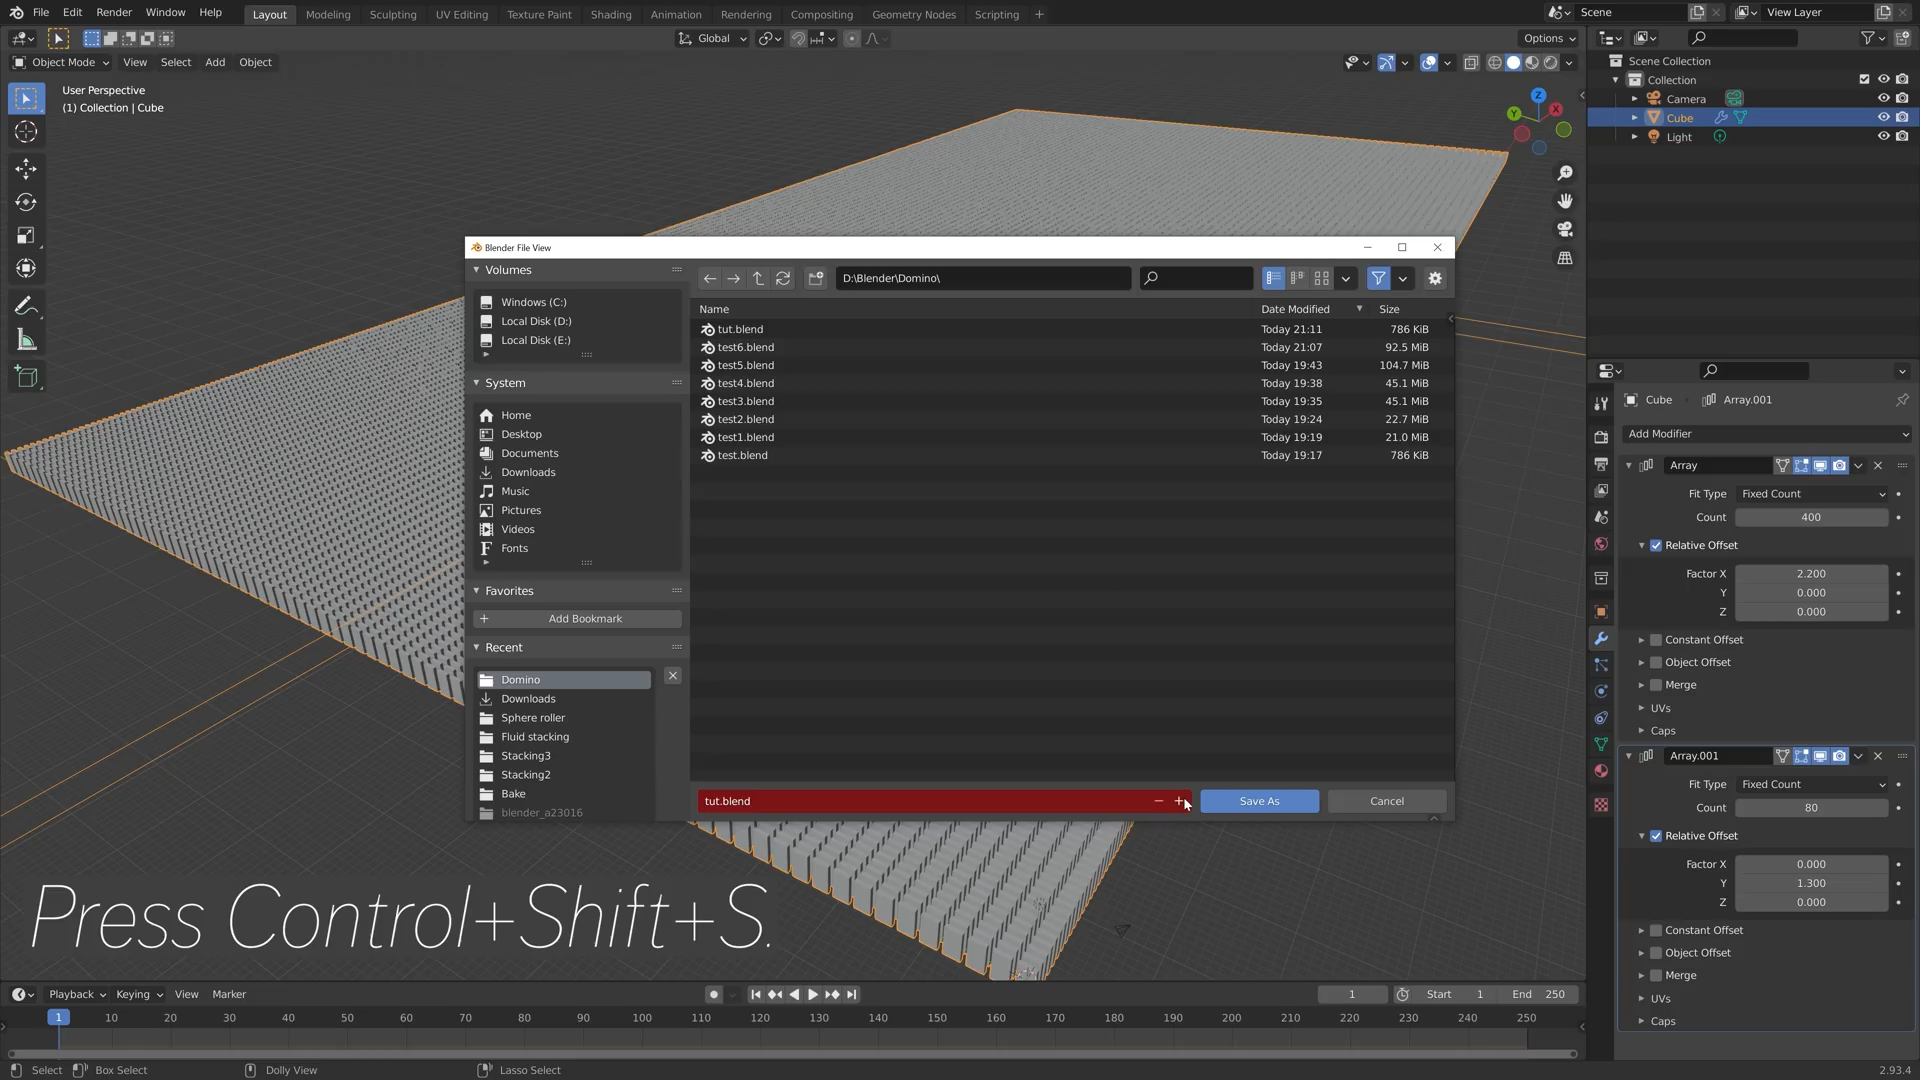 File Edit Render Window Help Layout Modeling Sculpting UV Editing Texture Paint Shading Animation Rendering Compositing Geometry Nodes Scripting + Scene View Layer
Global Options
Object Mode View Select Add Object
User Perspective
(1) Collection | Cube
Z
Y
X
Scene Collection
Collection
Camera
Cube
Light
Blender File View
Volumes
Windows (C:)
Local Disk (D:)
Local Disk (E:)
System
Home
Desktop
Documents
Downloads
Music
Pictures
Videos
Fonts
Favorites
+ Add Bookmark
Recent
Domino
Downloads
Sphere roller
Fluid stacking
Stacking3
Stacking2
Bake
blender_a23016
D:\Blender\Domino\
Name Date Modified Size
tut.blend Today 21:11 786 KiB
test6.blend Today 21:07 92.5 MiB
test5.blend Today 19:43 104.7 MiB
test4.blend Today 19:38 45.1 MiB
test3.blend Today 19:35 45.1 MiB
test2.blend Today 19:24 22.7 MiB
test1.blend Today 19:19 21.0 MiB
test.blend Today 19:17 786 KiB
tut.blend − + Save As Cancel
Cube Array.001
Add Modifier
Array
Fit Type Fixed Count
Count 400
Relative Offset
Factor X 2.200
Y 0.000
Z 0.000
Constant Offset
Object Offset
Merge
UVs
Caps
Array.001
Fit Type Fixed Count
Count 80
Relative Offset
Factor X 0.000
Y 1.300
Z 0.000
Constant Offset
Object Offset
Merge
UVs
Caps
Press Control+Shift+S.
Playback Keying View Marker 1 Start 1 End 250
1 10 20 30 40 50 60 70 80 90 100 110 120 130 140 150 160 170 180 190 200 210 220 230 240 250
Select Box Select Dolly View Lasso Select 2.93.4